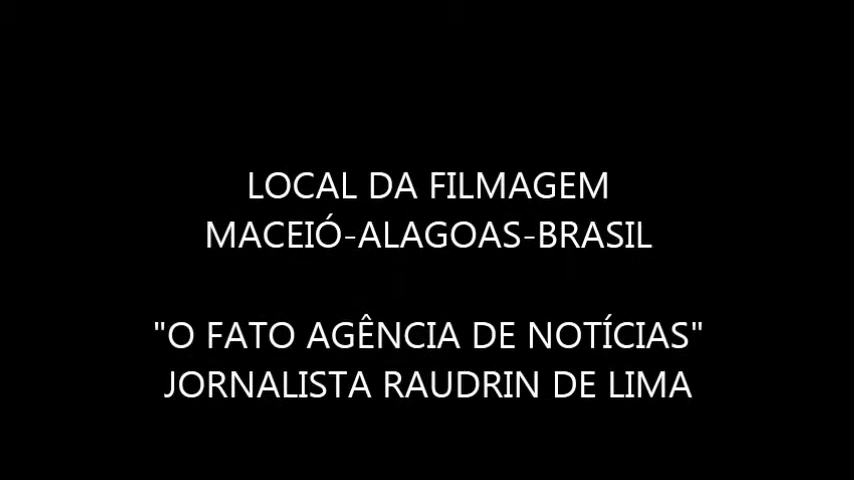 LOCAL DA FILMAGEM
MACEIÓ-ALAGOAS-BRASIL
"O FATO AGÊNCIA DE NOTÍCIAS"
JORNALISTA RAUDRIN DE LIMA